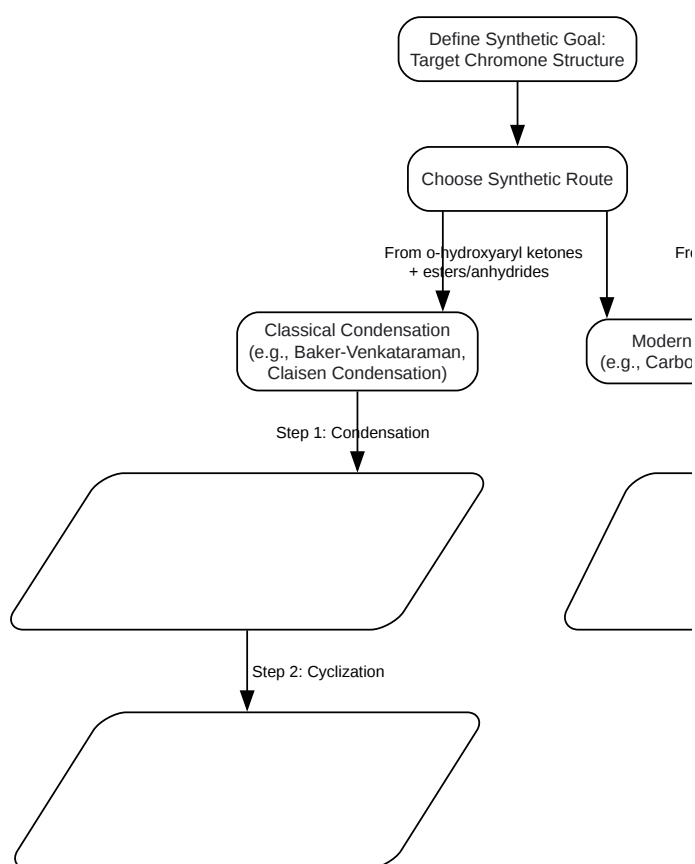 Define Synthetic Goal:
Target Chromone Structure
Choose Synthetic Route
From o-hydroxyaryl ketones
+ esters/anhydrides
Classical Condensation
(e.g., Baker-Venkataraman,
Claisen Condensation)
Modern
(e.g., Carbo
Step 1: Condensation
Step 2: Cyclization